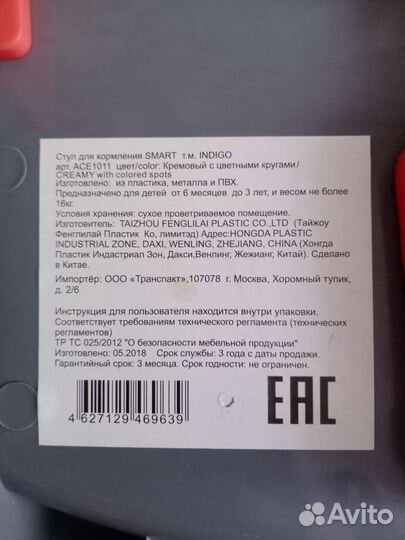 Стул для кормления SMART т.м. INDIGO
арт. ACE1011 цвет/color: Кремовый с цветными кругами/
CREAMY with colored spots
Изготовлено: из пластика, металла и ПВХ.
Предназначено для детей от 6 месяцев до 3 лет, и весом не более
16кг.
Условия хранения: сухое проветриваемое помещение.
Изготовитель: TAIZHOU FENGLILAI PLASTIC CO.,LTD (Тайжоу
Фенглилай Пластик Ко, лимитэд) Адрес:HONGDA PLASTIC
INDUSTRIAL ZONE, DAXI, WENLING, ZHEJIANG, CHINA (Хонгда
Пластик Индастриал Зон, Дакси,Венлинг, Жежианг, Китай). Сделано
в Китае.
Импортёр: ООО «Транспакт»,107078 г. Москва, Хоромный тупик,
д. 2/6
Инструкция для пользователя находится внутри упаковки.
Соответствует требованиям технического регламента (технических
регламентов)
ТР ТС 025/2012 "О безопасности мебельной продукции"
Изготовлено: 05.2018 Срок службы: 3 года с даты продажи.
Гарантийный срок: 3 месяца. Срок годности: не ограничен.
4 627129 469639
EAC
Avito